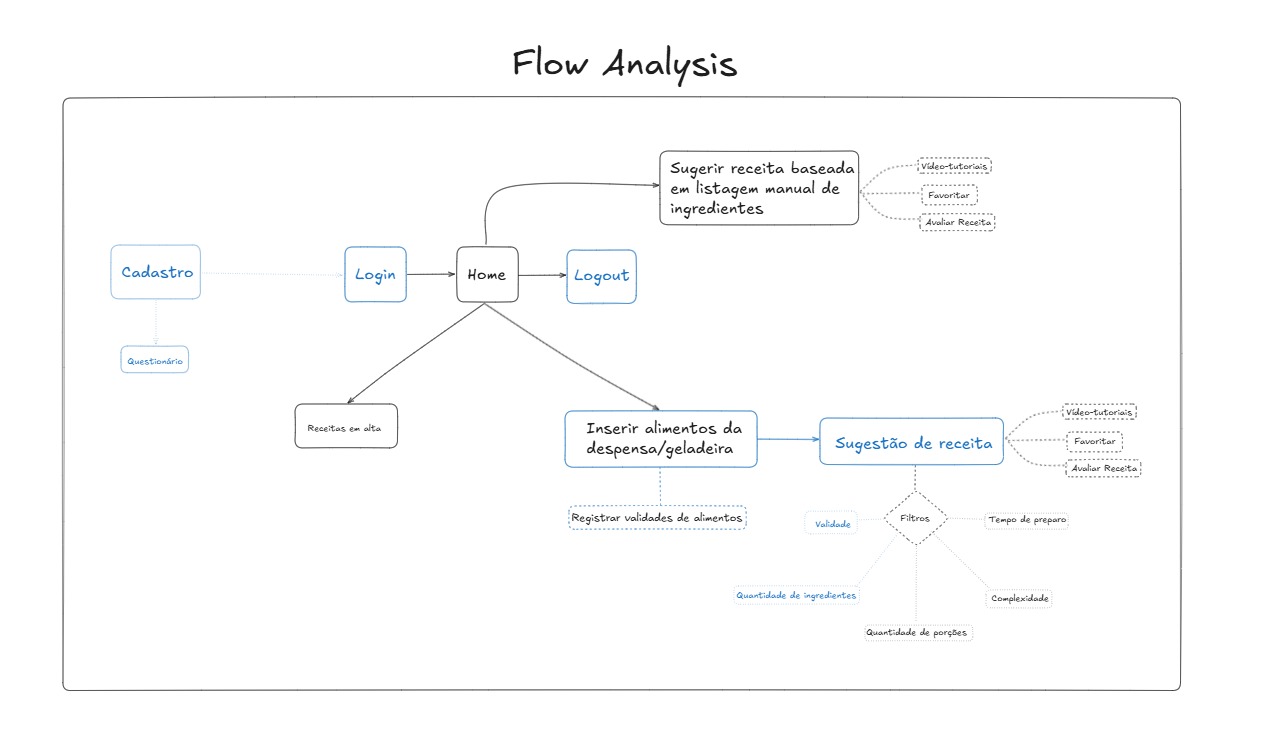 Flow Analysis
Sugerir receita baseada
em listagem manual de
ingredientes
Vídeo-tutoriais
Favoritar
Avaliar Receita
Cadastro
Login
Home
Logout
Questionário
Receitas em alta
Inserir alimentos da
despensa/geladeira
Sugestão de receita
Vídeo-tutoriais
Favoritar
Avaliar Receita
Registrar validades de alimentos
Validade
Filtros
Tempo de preparo
Quantidade de ingredientes
Complexidade
Quantidade de porções